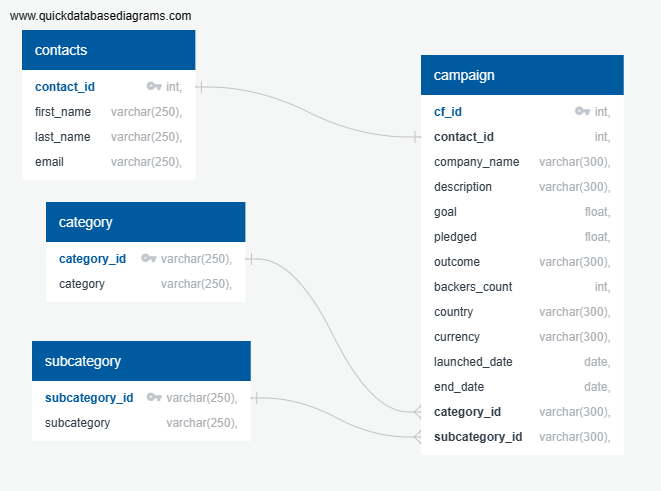 www.quickdatabasediagrams.com
contacts
contact_id int,
first_name varchar(250),
last_name varchar(250),
email varchar(250),
category
category_id varchar(250),
category varchar(250),
subcategory
subcategory_id varchar(250),
subcategory varchar(250),
campaign
cf_id int,
contact_id int,
company_name varchar(300),
description varchar(300),
goal float,
pledged float,
outcome varchar(300),
backers_count int,
country varchar(300),
currency varchar(300),
launched_date date,
end_date date,
category_id varchar(300),
subcategory_id varchar(300),